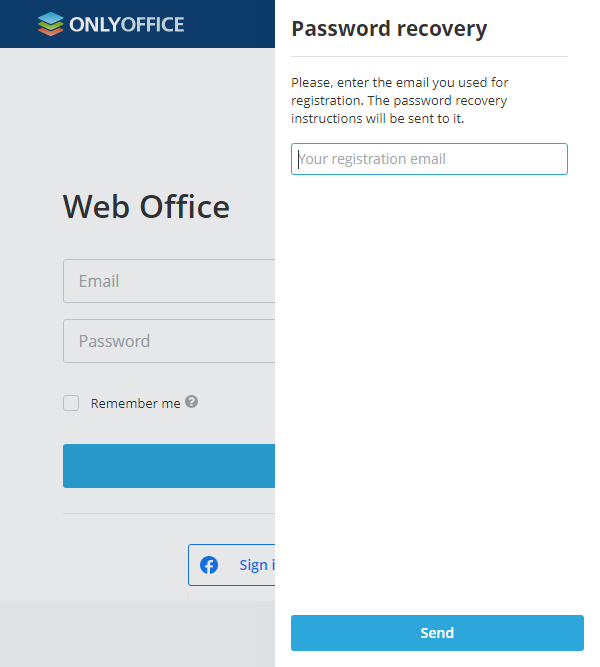 ONLYOFFICE
Web Office
Email
Password
Remember me ?
Sign i
Password recovery
Please, enter the email you used for
registration. The password recovery
instructions will be sent to it.
Your registration email
Send